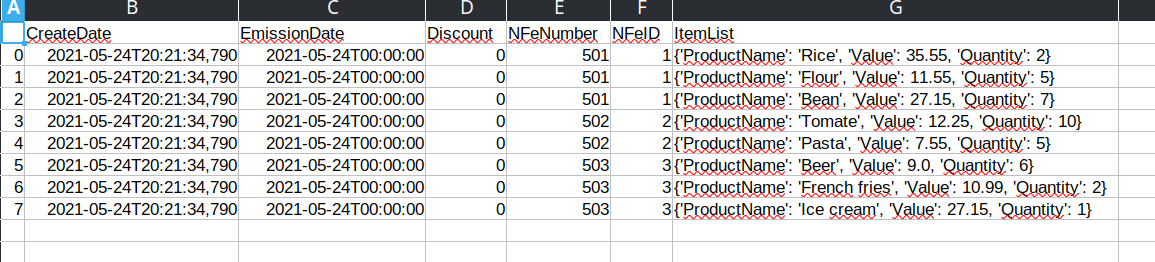 A B C D E F G
CreateDate EmissionDate Discount NFeNumber NFeID ItemList
0 2021-05-24T20:21:34,790 2021-05-24T00:00:00 0 501 1 {'ProductName': 'Rice', 'Value': 35.55, 'Quantity': 2}
1 2021-05-24T20:21:34,790 2021-05-24T00:00:00 0 501 1 {'ProductName': 'Flour', 'Value': 11.55, 'Quantity': 5}
2 2021-05-24T20:21:34,790 2021-05-24T00:00:00 0 501 1 {'ProductName': 'Bean', 'Value': 27.15, 'Quantity': 7}
3 2021-05-24T20:21:34,790 2021-05-24T00:00:00 0 502 2 {'ProductName': 'Tomate', 'Value': 12.25, 'Quantity': 10}
4 2021-05-24T20:21:34,790 2021-05-24T00:00:00 0 502 2 {'ProductName': 'Pasta', 'Value': 7.55, 'Quantity': 5}
5 2021-05-24T20:21:34,790 2021-05-24T00:00:00 0 503 3 {'ProductName': 'Beer', 'Value': 9.0, 'Quantity': 6}
6 2021-05-24T20:21:34,790 2021-05-24T00:00:00 0 503 3 {'ProductName': 'French fries', 'Value': 10.99, 'Quantity': 2}
7 2021-05-24T20:21:34,790 2021-05-24T00:00:00 0 503 3 {'ProductName': 'Ice cream', 'Value': 27.15, 'Quantity': 1}